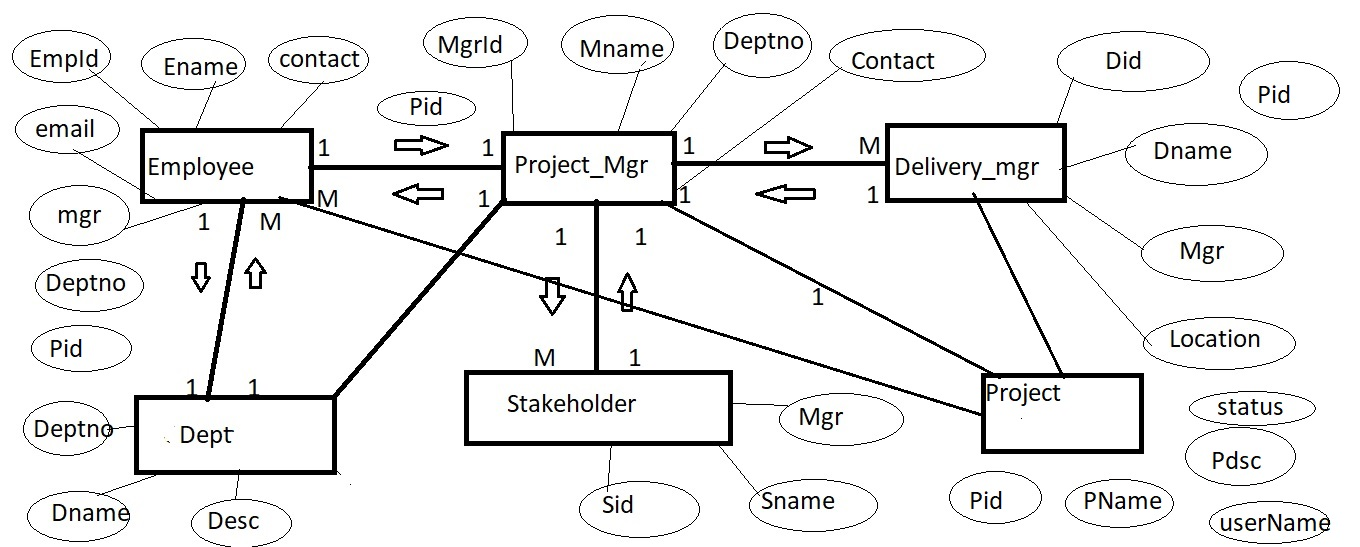 EmpId
Ename
contact
MgrId
Mname
Deptno
Contact
Did
Pid
Pid
email
Dname
Employee
1
1
Project_Mgr
1
M
Delivery_mgr
mgr
M
1
1
1
1
M
1
1
Mgr
Deptno
1
Pid
Location
1
1
M
1
Deptno
Dept
Stakeholder
Mgr
Project
status
Pdsc
Dname
Desc
Sid
Sname
Pid
PName
userName